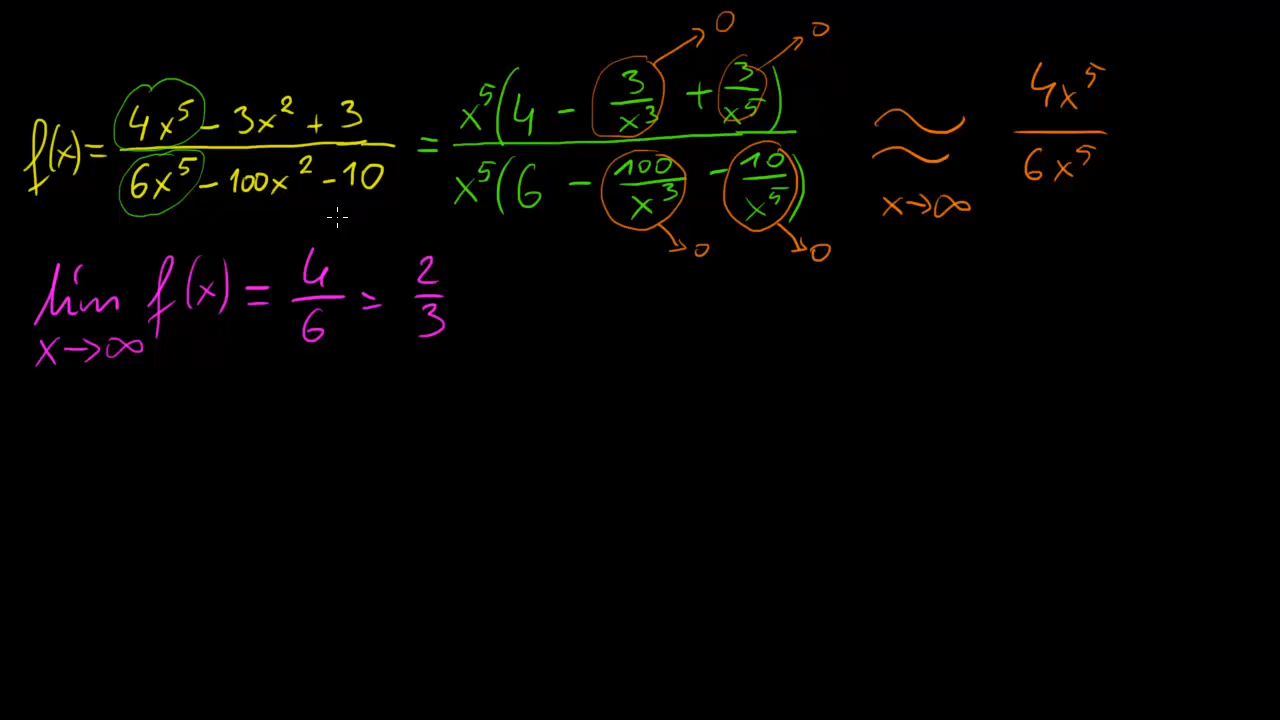 f(x) = (4x⁵ - 3x² + 3)/(6x⁵ - 100x² - 10) = x⁵(4 - 3/x³ + 3/x⁵)/x⁵(6 - 100/x³ - 10/x⁵) ≈ x→∞ 4x⁵/6x⁵
→0 →0
→0 →0
lim x→∞ f(x) = 4/6 = 2/3